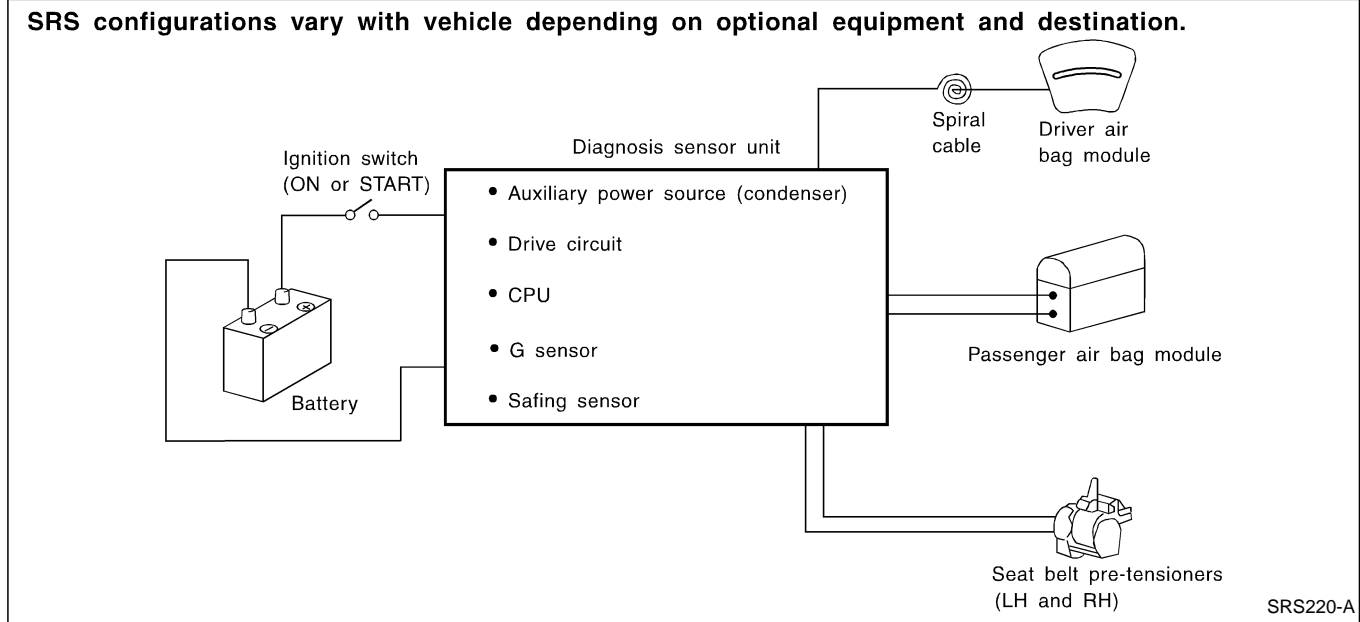 SRS configurations vary with vehicle depending on optional equipment and destination.
Spiral
cable
Driver air
bag module
Diagnosis sensor unit
Ignition switch
(ON or START)
• Auxiliary power source (condenser)
• Drive circuit
• CPU
• G sensor
• Safing sensor
+
−
Battery
Passenger air bag module
Seat belt pre-tensioners
(LH and RH)
SRS220-A